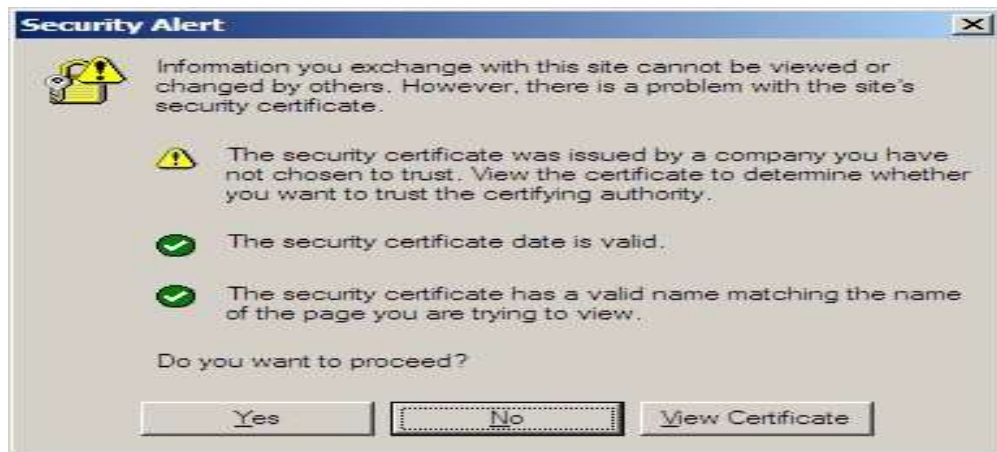 Security Alert
Information you exchange with this site cannot be viewed or
changed by others. However, there is a problem with the site's
security certificate.
The security certificate was issued by a company you have
not chosen to trust. View the certificate to determine whether
you want to trust the certifying authority.
The security certificate date is valid.
The security certificate has a valid name matching the name
of the page you are trying to view.
Do you want to proceed?
Yes No View Certificate